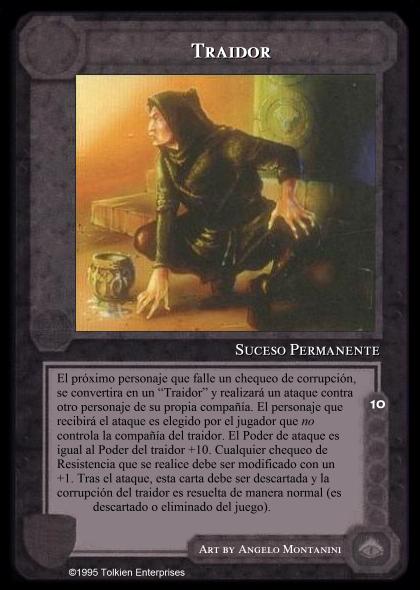 TRAIDOR
SUCESO PERMANENTE
El próximo personaje que falle un chequeo de corrupción,
se convertira en un “Traidor” y realizará un ataque contra
otro personaje de su propia compañía. El personaje que
recibirá el ataque es elegido por el jugador que no
controla la compañía del traidor. El Poder de ataque es
igual al Poder del traidor +10. Cualquier chequeo de
Resistencia que se realice debe ser modificado con un
+1. Tras el ataque, esta carta debe ser descartada y la
corrupción del traidor es resuelta de manera normal (es
descartado o eliminado del juego).
10
ART BY ANGELO MONTANINI
©1995 Tolkien Enterprises